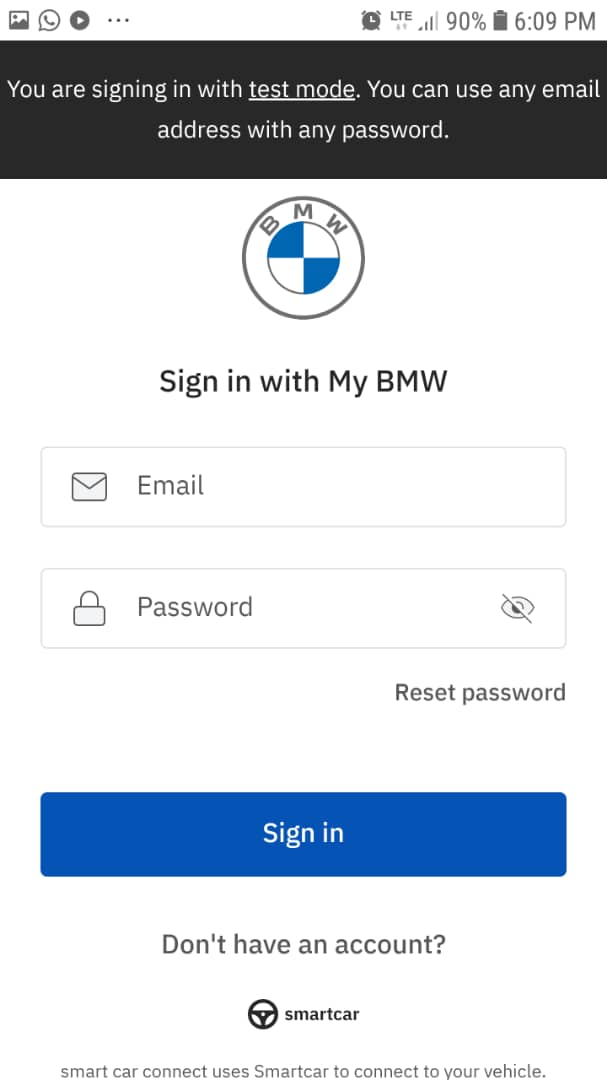 LTE 90% 6:09 PM
You are signing in with test mode. You can use any email
address with any password.
BMW
Sign in with My BMW
Email
Password
Reset password
Sign in
Don't have an account?
smartcar
smart car connect uses Smartcar to connect to your vehicle.